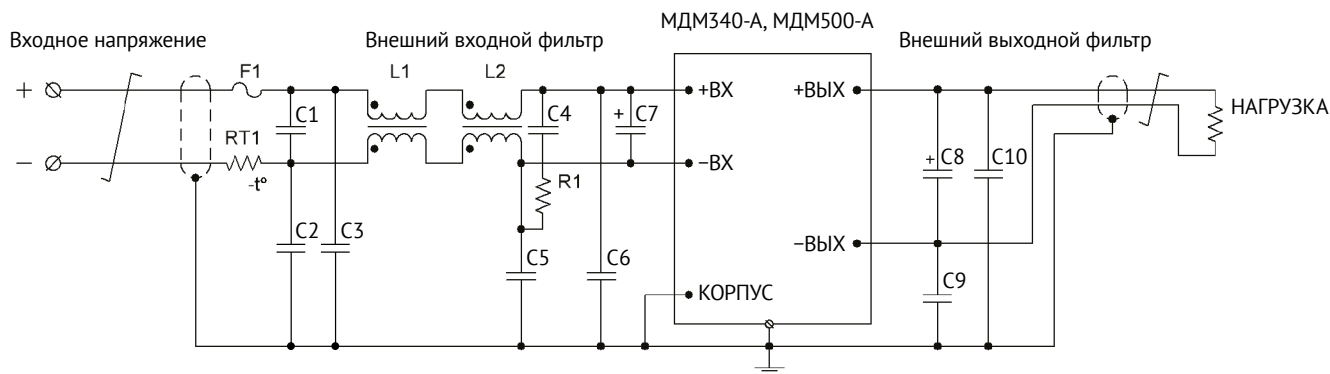 МДМ340-А, МДМ500-А
Входное напряжение
Внешний входной фильтр
Внешний выходной фильтр
F1
L1
L2
+
+ВХ
+ВЫХ
C1
C4
+ C7
НАГРУЗКА
−
RT1
-t°
−ВХ
R1
+ C8
C10
C2
C3
C5
C6
−ВЫХ
C9
КОРПУС